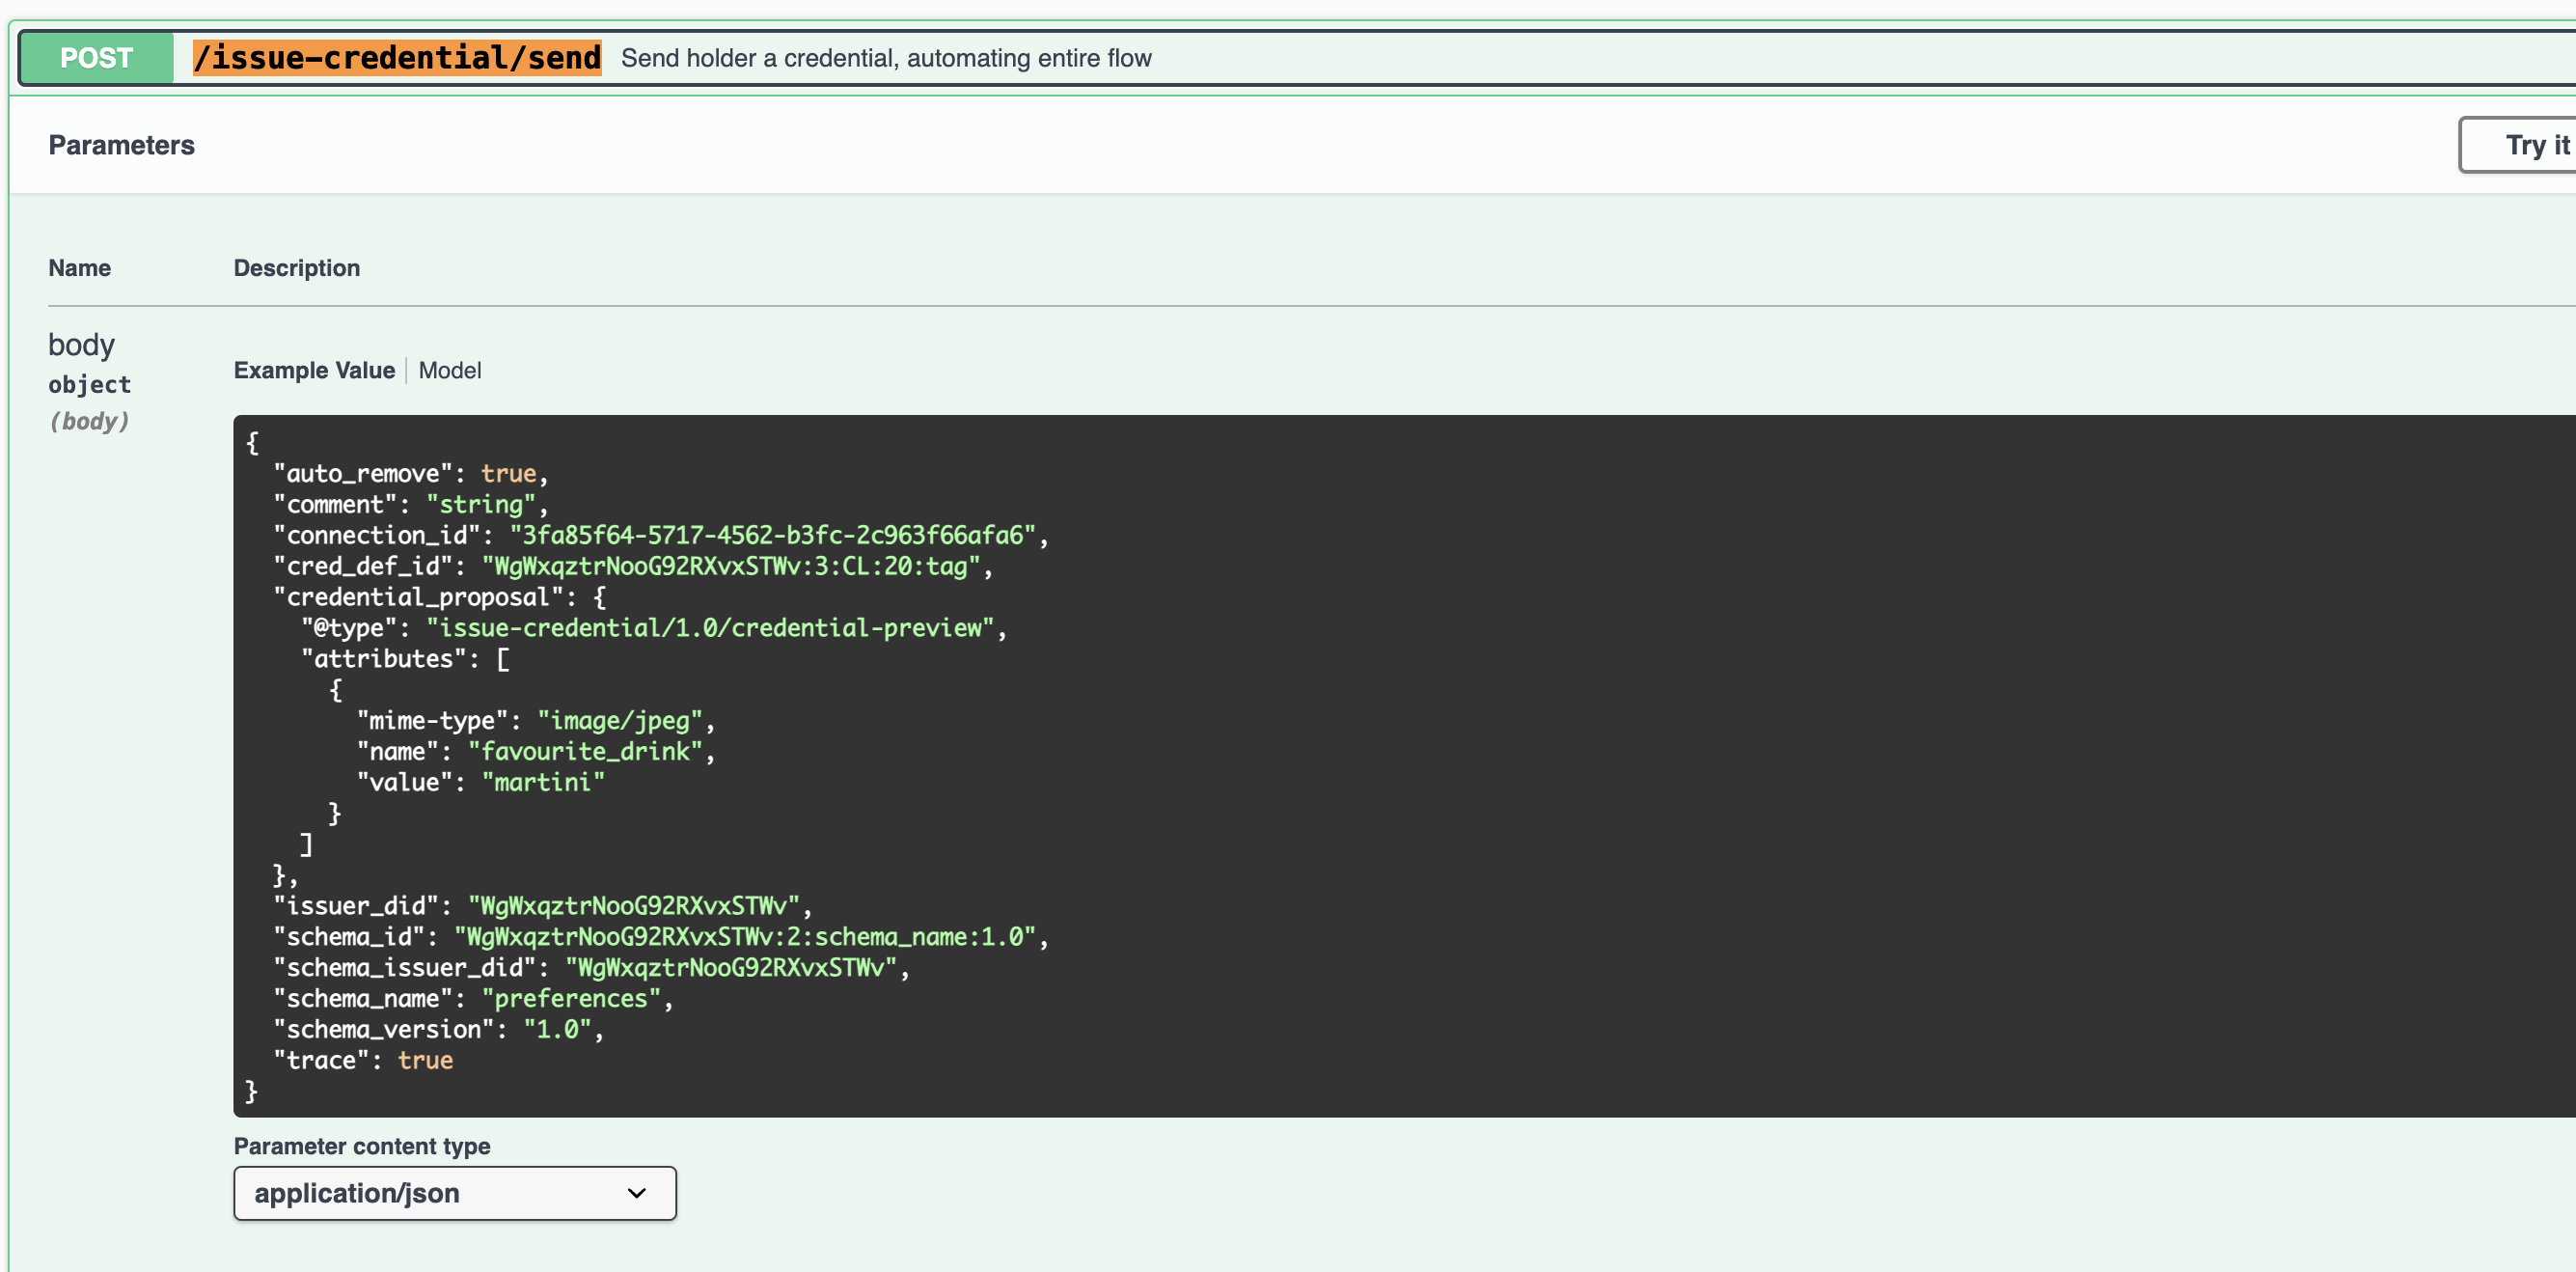 POST /issue-credential/send Send holder a credential, automating entire flow
Parameters
Try it
Name Description
body
object
(body)
Example Value Model
{
  "auto_remove": true,
  "comment": "string",
  "connection_id": "3fa85f64-5717-4562-b3fc-2c963f66afa6",
  "cred_def_id": "WgWxqztrNooG92RXvxSTWv:3:CL:20:tag",
  "credential_proposal": {
    "@type": "issue-credential/1.0/credential-preview",
    "attributes": [
      {
        "mime-type": "image/jpeg",
        "name": "favourite_drink",
        "value": "martini"
      }
    ]
  },
  "issuer_did": "WgWxqztrNooG92RXvxSTWv",
  "schema_id": "WgWxqztrNooG92RXvxSTWv:2:schema_name:1.0",
  "schema_issuer_did": "WgWxqztrNooG92RXvxSTWv",
  "schema_name": "preferences",
  "schema_version": "1.0",
  "trace": true
}
Parameter content type
application/json